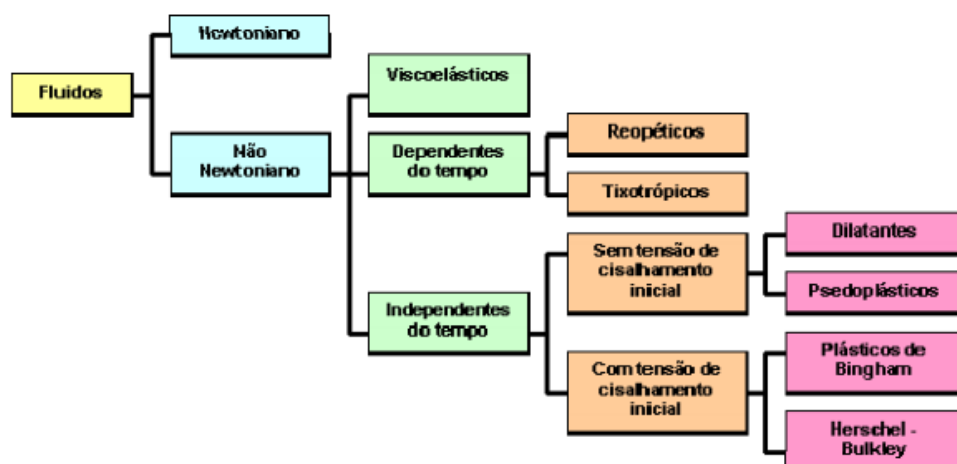 Newtoniano
Fluidos
Não
Newtoniano
Viscoelásticos
Dependentes
do tempo
Independentes
do tempo
Reopéticos
Tixotrópicos
Sem tensão de
cisalhamento
inicial
Com tensão de
cisalhamento
inicial
Dilatantes
Psedoplásticos
Plásticos de
Bingham
Herschel -
Bulkley